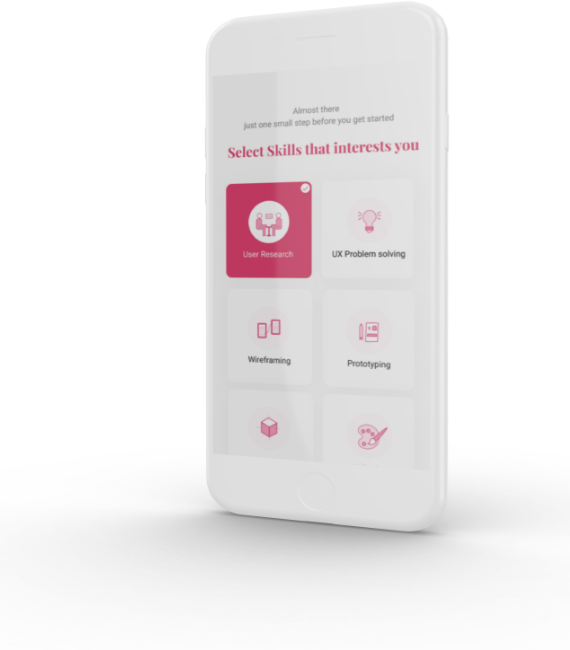 Almost there
just one small step before you get started
Select Skills that interests you
User Research
UX Problem solving
Wireframing
Prototyping